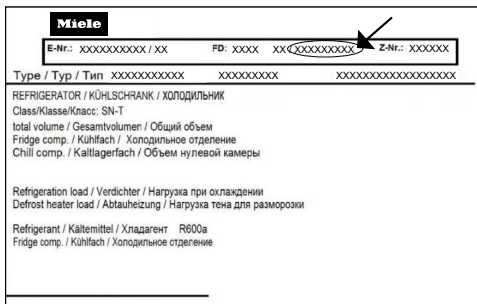 Miele
E-Nr.: XXXXXXXXXX / XX FD: XXXX XX XXXXXXXXX Z-Nr.: XXXXXX
Type / Typ / Тип XXXXXXXXXXX XXXXXXXXX XXXXXXXXXXXXXXXXXX
REFRIGERATOR / KÜHLSCHRANK / ХОЛОДИЛЬНИК
Class/Klasse/Класс: SN-T
total volume / Gesamtvolumen / Общий объем
Fridge comp. / Kühlfach / Холодильное отделение
Chill comp. / Kaltlagerfach / Объем нулевой камеры
Refrigeration load / Verdichter / Нагрузка при охлаждении
Defrost heater load / Abtauheizung / Нагрузка тена для разморозки
Refrigerant / Kältemittel / Хладагент R600a
Fridge comp. / Kühlfach / Холодильное отделение